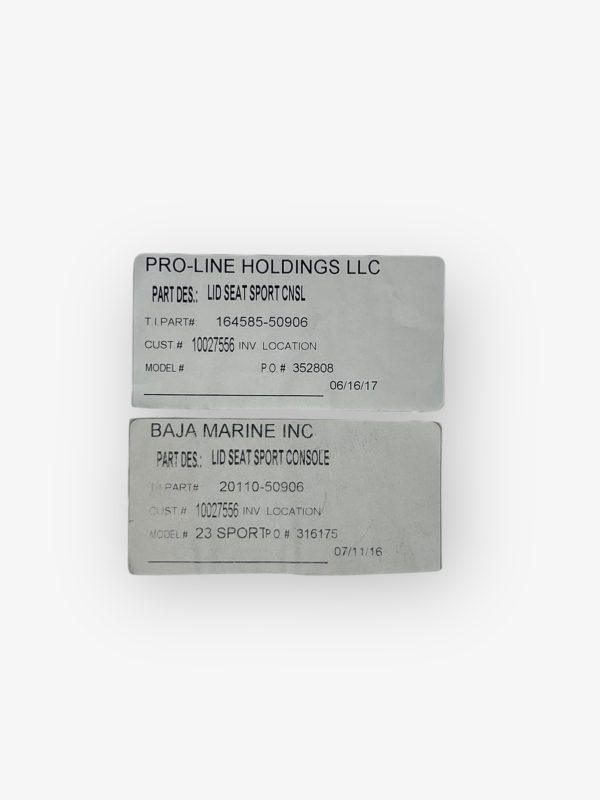 PRO-LINE HOLDINGS LLC
PART DES.: LID SEAT SPORT CNSL
T.I.PART#: 164585-50906
CUST.# 10027556 INV. LOCATION
MODEL# P.O.# 352808
06/16/17
BAJA MARINE INC
PART DES.: LID SEAT SPORT CONSOLE
T.I.PART# 20110-50906
CUST.# 10027556 INV. LOCATION
MODEL# 23 SPORT P.O.# 316175
07/11/16